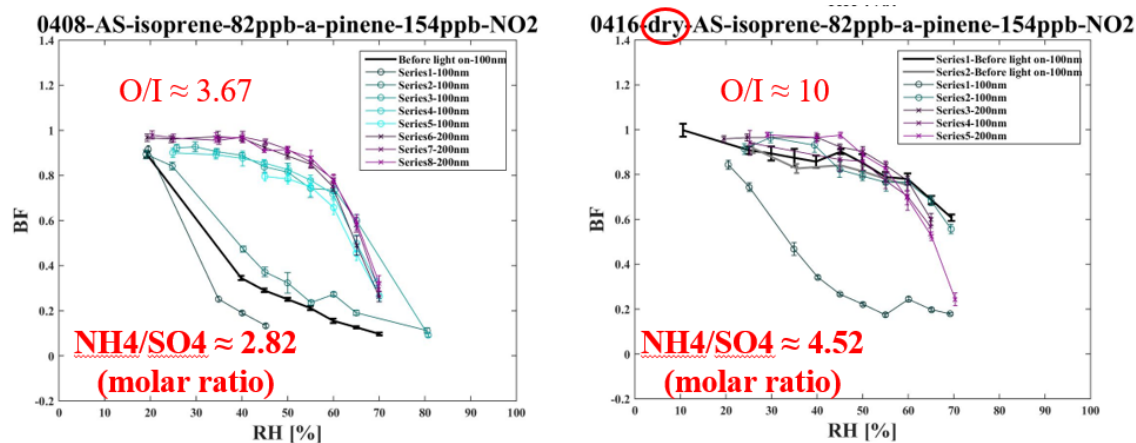 0408-AS-isoprene-82ppb-a-pinene-154ppb-NO2
1.4
1.2
1
0.8
0.6
0.4
0.2
0
-0.2
BF
O/I ≈ 3.67
Before light on-100nm
Series1-100nm
Series2-100nm
Series3-100nm
Series4-100nm
Series5-100nm
Series6-200nm
Series7-200nm
Series8-200nm
NH4/SO4 ≈ 2.82
(molar ratio)
0 10 20 30 40 50 60 70 80 90 100
RH [%]
0416-dry-AS-isoprene-82ppb-a-pinene-154ppb-NO2
1.4
1.2
1
0.8
0.6
0.4
0.2
0
-0.2
BF
O/I ≈ 10
Series1-Before light on-100nm
Series2-Before light on-100nm
Series1-100nm
Series2-100nm
Series3-200nm
Series4-100nm
Series5-200nm
NH4/SO4 ≈ 4.52
(molar ratio)
0 10 20 30 40 50 60 70 80 90 100
RH [%]